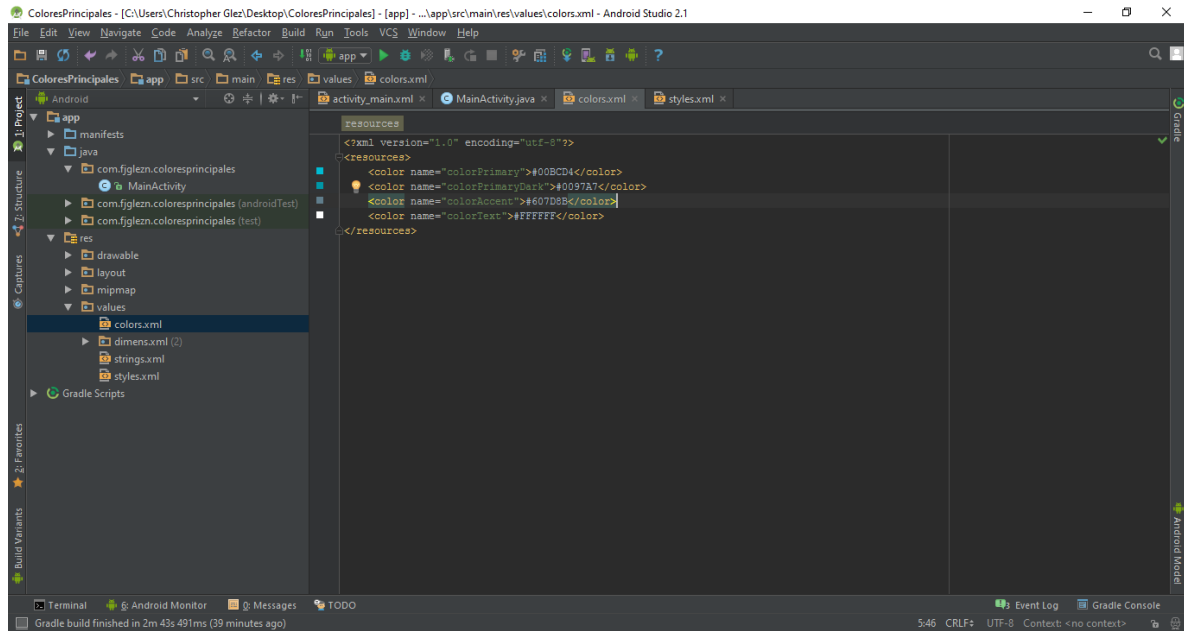 ColoresPrincipales - [C:\Users\Christopher Glez\Desktop\ColoresPrincipales] - [app] - ...\app\src\main\res\values\colors.xml - Android Studio 2.1
File Edit View Navigate Code Analyze Refactor Build Run Tools VCS Window Help
app
ColoresPrincipales app src main res values colors.xml
Android
activity_main.xml MainActivity.java colors.xml styles.xml
1: Project
7: Structure
Captures
2: Favorites
Build Variants
app
manifests
java
com.fjglezn.coloresprincipales
MainActivity
com.fjglezn.coloresprincipales (androidTest)
com.fjglezn.coloresprincipales (test)
res
drawable
layout
mipmap
values
colors.xml
dimens.xml (2)
strings.xml
styles.xml
Gradle Scripts
resources
<?xml version="1.0" encoding="utf-8"?>
<resources>
<color name="colorPrimary">#00BCD4</color>
<color name="colorPrimaryDark">#0097A7</color>
<color name="colorAccent">#607D8B</color>
<color name="colorText">#FFFFFF</color>
</resources>
Gradle
Android Model
Terminal 6: Android Monitor 0: Messages TODO
3 Event Log Gradle Console
Gradle build finished in 2m 43s 491ms (39 minutes ago)
5:46 CRLF UTF-8 Context: <no context>